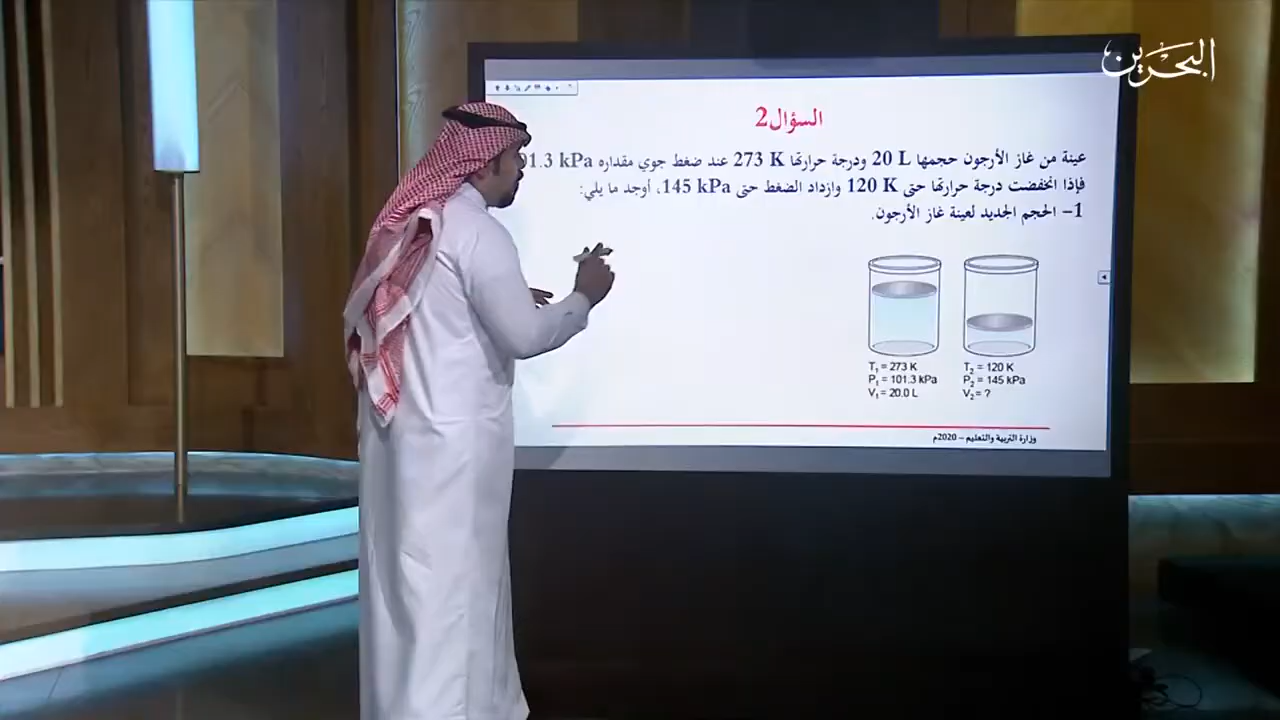 البحرين
السؤال2
عينة من غاز الأرجون حجمها 20 L ودرجة حرارتها 273 K عند ضغط جوي مقداره 01.3 kPa
فإذا انخفضت درجة حرارتها حتى 120 K وازداد الضغط حتى 145 kPa، أوجد ما يلي:
1– الحجم الجديد لعينة غاز الأرجون.
T₁ = 273 K
P₁ = 101.3 kPa
V₁ = 20.0 L
T₂ = 120 K
P₂ = 145 kPa
V₂ = ?
وزارة التربية والتعليم – 2020م